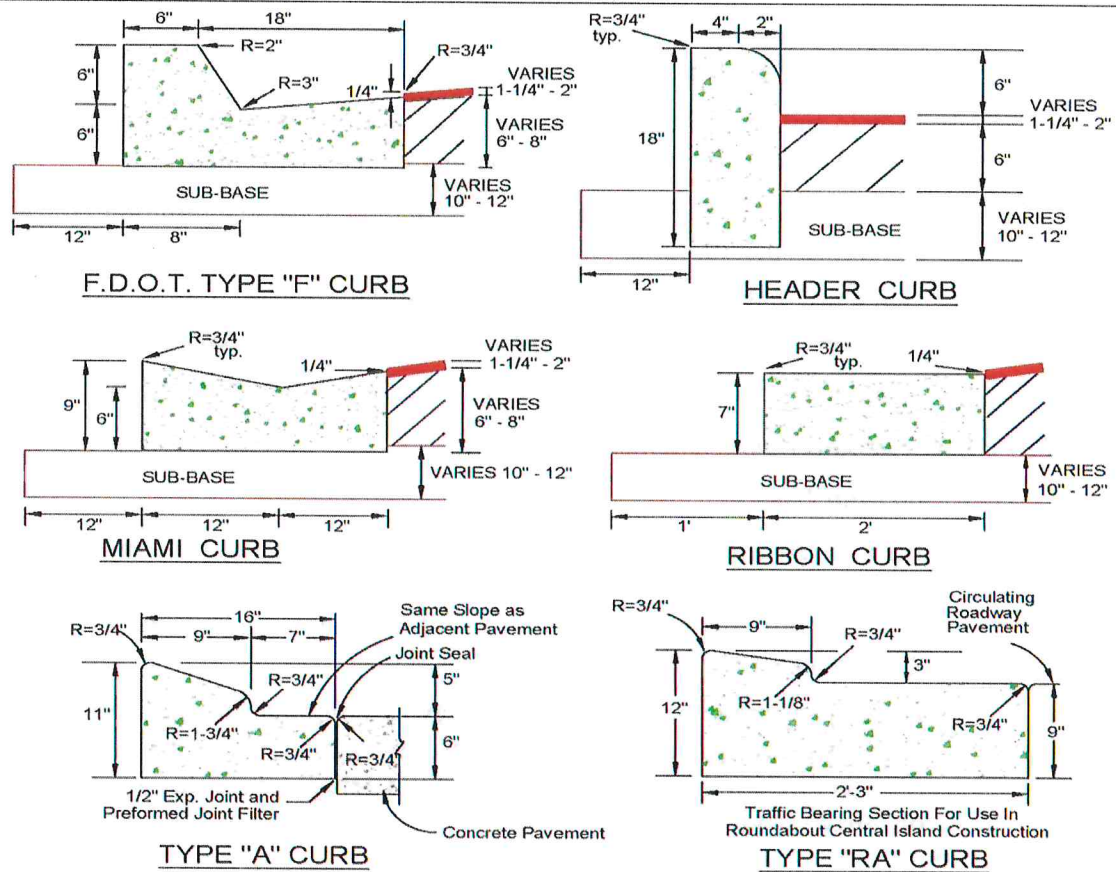 6"
18"
R=2"
R=3/4"
6"
R=3"
1/4"
VARIES
1-1/4" - 2"
6"
VARIES
6" - 8"
SUB-BASE
VARIES
10" - 12"
12"
8"
F.D.O.T. TYPE "F" CURB
R=3/4"
typ.
4"
2"
6"
VARIES
1-1/4" - 2"
18"
6"
SUB-BASE
VARIES
10" - 12"
12"
HEADER CURB
R=3/4"
typ.
1/4"
VARIES
1-1/4" - 2"
9"
6"
VARIES
6" - 8"
SUB-BASE
VARIES 10" - 12"
12"
12"
12"
MIAMI CURB
R=3/4"
typ.
1/4"
7"
SUB-BASE
VARIES
10" - 12"
1'
2'
RIBBON CURB
16"
R=3/4"
9"
7"
Same Slope as
Adjacent Pavement
Joint Seal
R=3/4"
5"
11"
R=1-3/4"
R=3/4"
R=3/4"
6"
1/2" Exp. Joint and
Preformed Joint Filter
Concrete Pavement
TYPE "A" CURB
R=3/4"
9"
R=3/4"
Circulating
Roadway
Pavement
3"
12"
R=1-1/8"
R=3/4"
9"
2'-3"
Traffic Bearing Section For Use In
Roundabout Central Island Construction
TYPE "RA" CURB